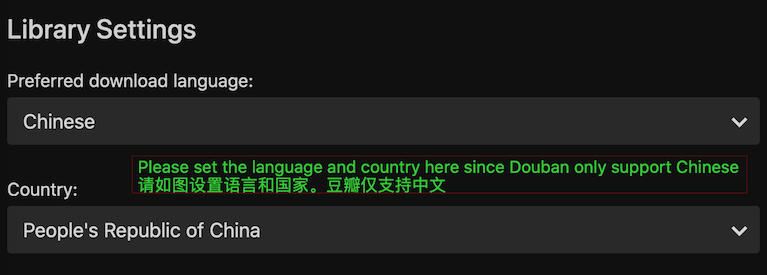 Library Settings
Preferred download language:
Chinese
Please set the language and country here since Douban only support Chinese
请如图设置语言和国家。豆瓣仅支持中文
Country:
People's Republic of China